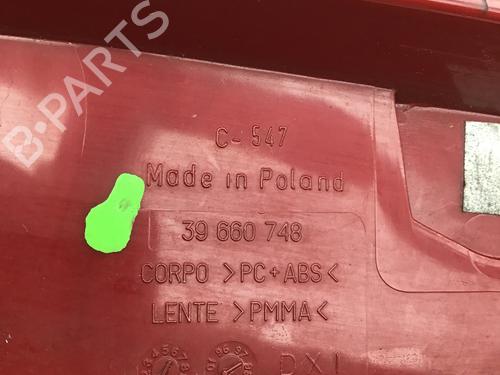 B-PARTS
C-547
Made in Poland
39 660 748
CORPO >PC+ABS<
LENTE >PMMA<